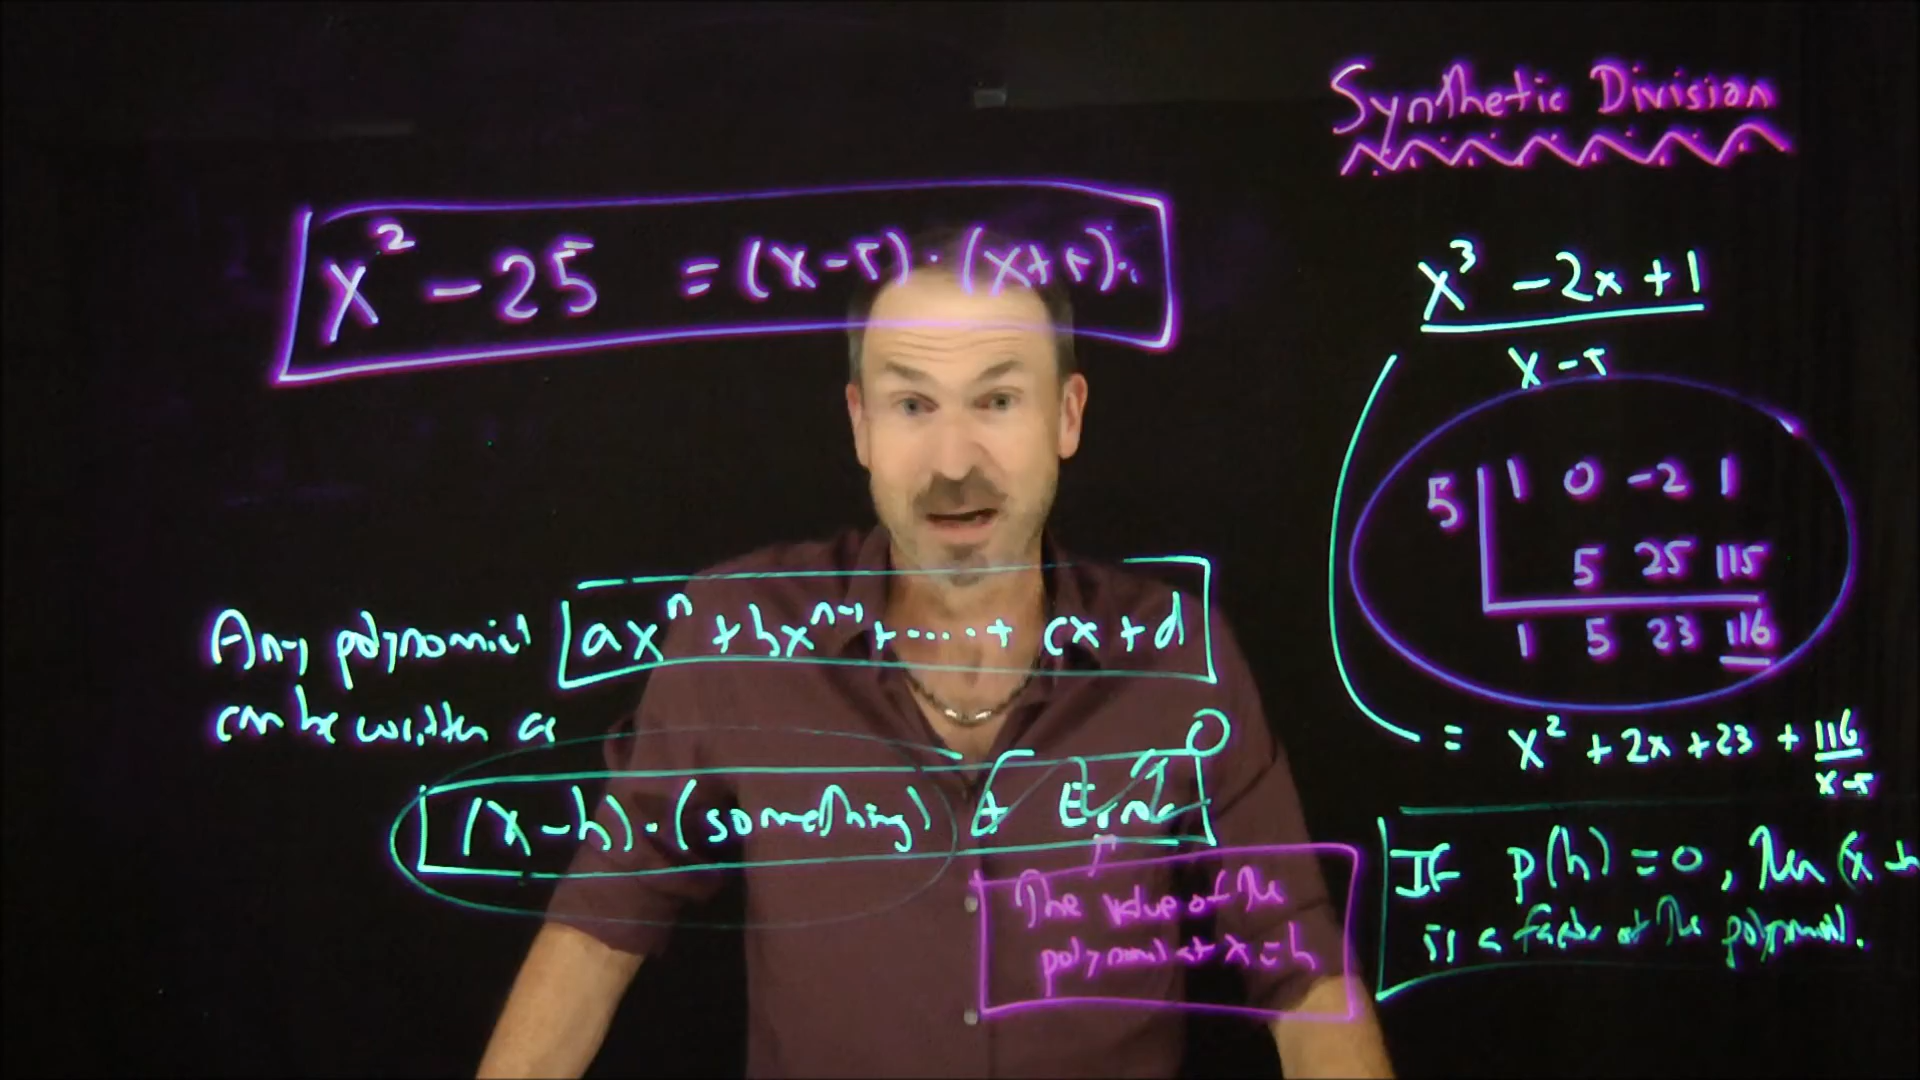 Synthetic Division
x² - 25 = (x-5)·(x+5).
x³ - 2x + 1
x-5
5 | 1 0 -2 1
5 25 115
1 5 23 116
= x² + 2x + 23 + 116/x-5
Any polynomial axⁿ + bxⁿ⁻¹ + ···· + cx + d
can be written as
(x-h)·(something) + Error
The value of the
polynomial at x=h
If p(h) = 0, then (x-h
is a factor of the polynomial.